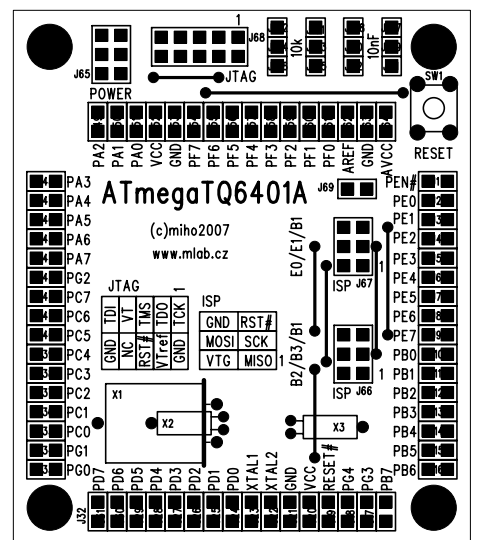 1
J68
10k
10nF
J65
JTAG
SW1
POWER
RESET
PA2
PA1
PA0
VCC
GND
PF7
PF6
PF5
PF4
PF3
PF2
PF1
PF0
AREF
GND
AVCC
ATmegaTQ6401A
(c)miho2007
www.mlab.cz
J69
PA3
PA4
PA5
PA6
PA7
PG2
PC7
PC6
PC5
PC4
PC3
PC2
PC1
PC0
PG1
PG0
PEN#
PE0
PE1
PE2
PE3
PE4
PE5
PE6
PE7
PB0
PB1
PB2
PB3
PB4
PB5
PB6
E0/E1/B1
ISP
J67
1
B2/B3/B1
ISP
J66
1
JTAG
1
TDI
VT
TMS
TDO
TCK
GND
NC
RST#
VTref
GND
ISP
GND RST#
MOSI SCK
VTG MISO 1
X1
X2
X3
J32
PD7
PD6
PD5
PD4
PD3
PD2
PD1
PD0
XTAL1
XTAL2
GND
VCC
RESET#
PG4
PG3
PB7